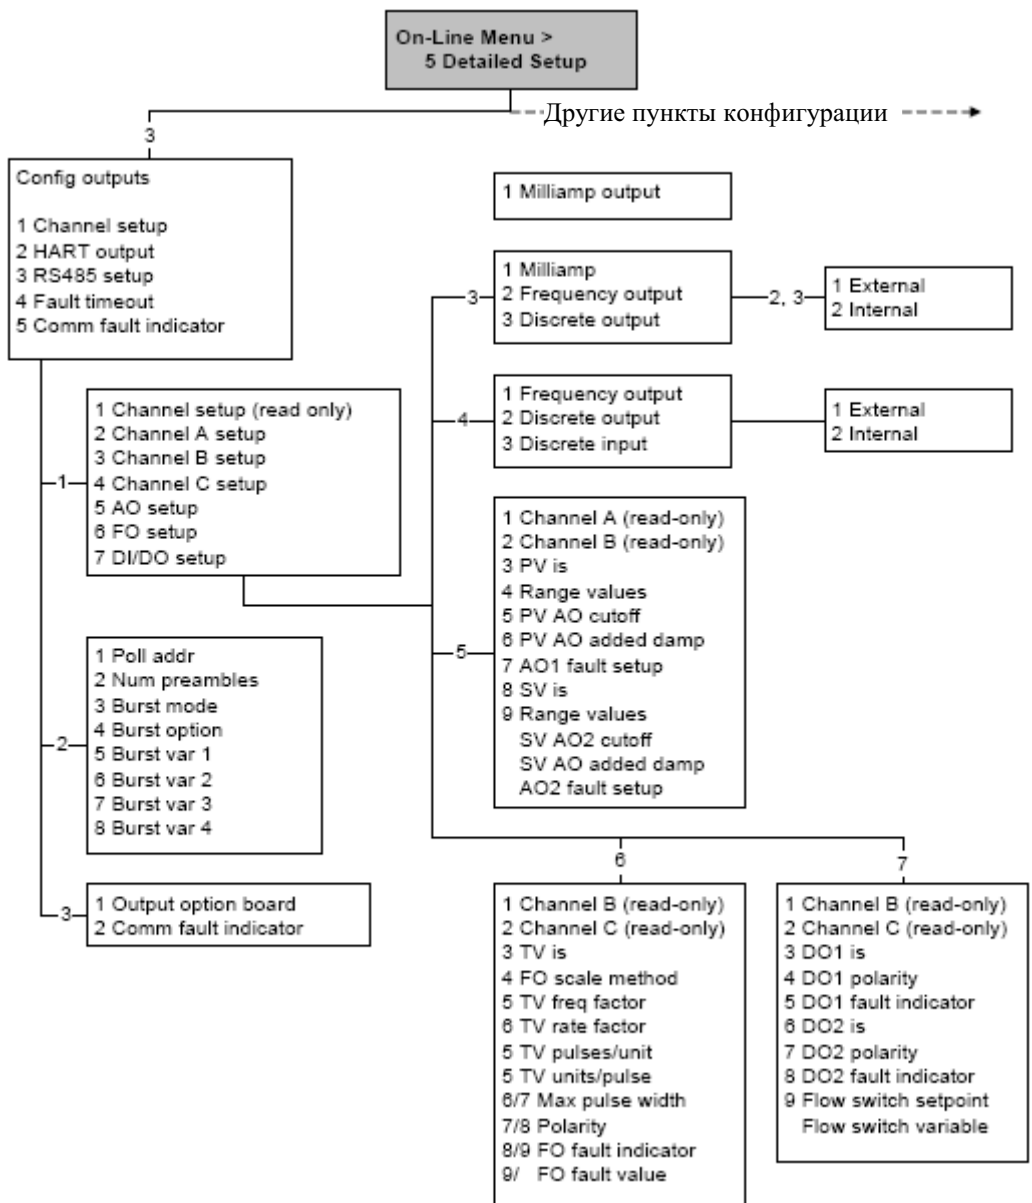 On-Line Menu >
5 Detailed Setup
Другие пункты конфигурации
3
Config outputs
1 Channel setup
2 HART output
3 RS485 setup
4 Fault timeout
5 Comm fault indicator
1 Milliamp output
3
1 Milliamp
2 Frequency output
3 Discrete output
2, 3
1 External
2 Internal
1
1 Channel setup (read only)
2 Channel A setup
3 Channel B setup
4 Channel C setup
5 AO setup
6 FO setup
7 DI/DO setup
4
1 Frequency output
2 Discrete output
3 Discrete input
1 External
2 Internal
5
1 Channel A (read-only)
2 Channel B (read-only)
3 PV is
4 Range values
5 PV AO cutoff
6 PV AO added damp
7 AO1 fault setup
8 SV is
9 Range values
SV AO2 cutoff
SV AO added damp
AO2 fault setup
2
1 Poll addr
2 Num preambles
3 Burst mode
4 Burst option
5 Burst var 1
6 Burst var 2
7 Burst var 3
8 Burst var 4
3
1 Output option board
2 Comm fault indicator
6
1 Channel B (read-only)
2 Channel C (read-only)
3 TV is
4 FO scale method
5 TV freq factor
6 TV rate factor
5 TV pulses/unit
5 TV units/pulse
6/7 Max pulse width
7/8 Polarity
8/9 FO fault indicator
9/ FO fault value
7
1 Channel B (read-only)
2 Channel C (read-only)
3 DO1 is
4 DO1 polarity
5 DO1 fault indicator
6 DO2 is
7 DO2 polarity
8 DO2 fault indicator
9 Flow switch setpoint
Flow switch variable